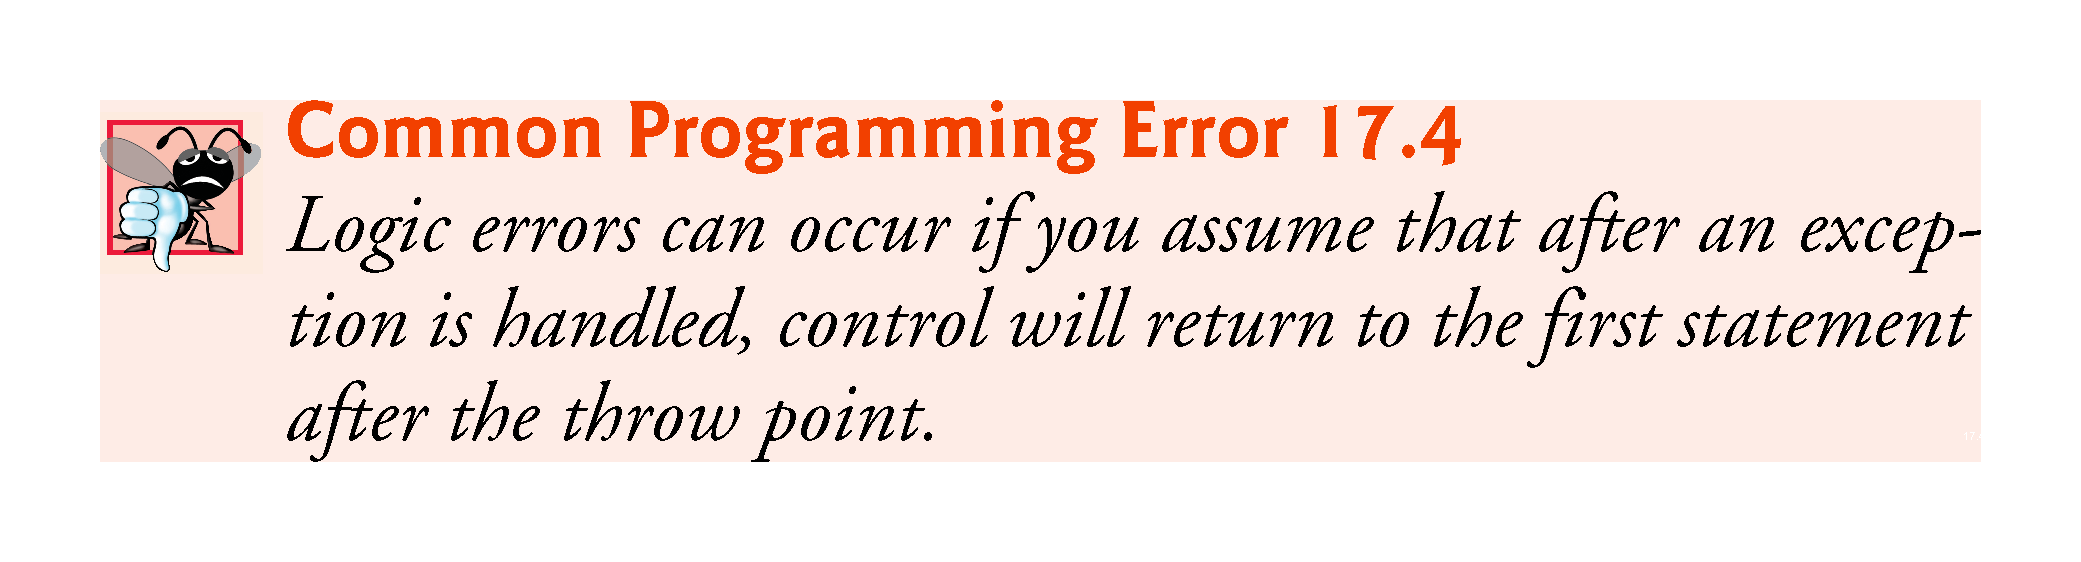 Common Programming Error 17.4
Logic errors can occur if you assume that after an excep-
tion is handled, control will return to the first statement
after the throw point.